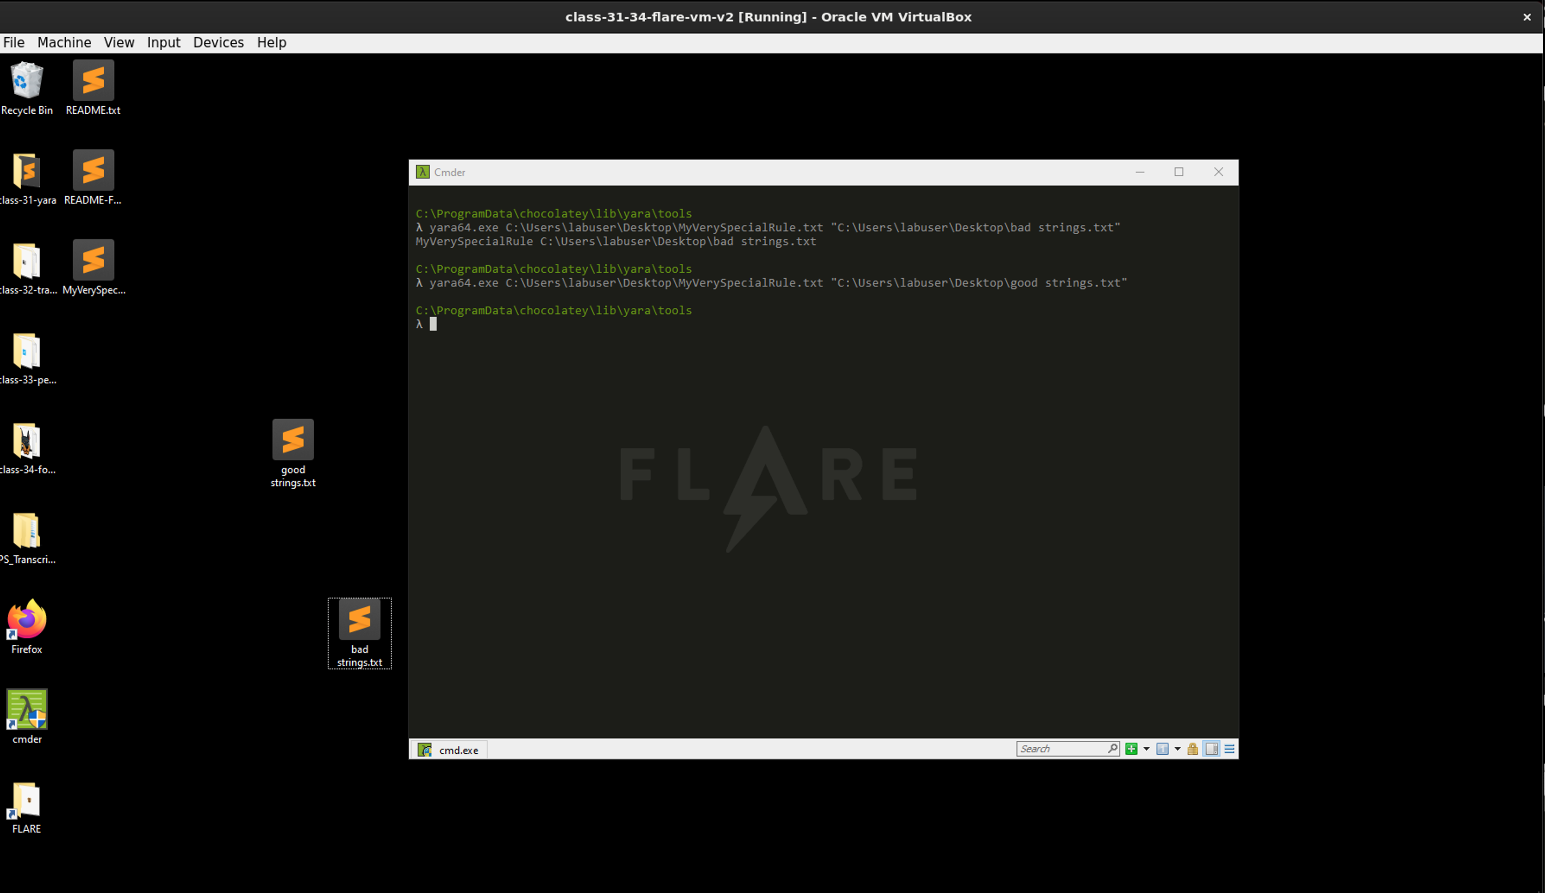 class-31-34-flare-vm-v2 [Running] - Oracle VM VirtualBox
File Machine View Input Devices Help
Recycle Bin
README.txt
class-31-yara
README-F...
class-32-tra...
MyVerySpec...
class-33-pe...
class-34-fo...
PS_Transcri...
Firefox
cmder
FLARE
good
strings.txt
bad
strings.txt
Cmder
C:\ProgramData\chocolatey\lib\yara\tools
λ yara64.exe C:\Users\labuser\Desktop\MyVerySpecialRule.txt "C:\Users\labuser\Desktop\bad strings.txt"
MyVerySpecialRule C:\Users\labuser\Desktop\bad strings.txt
C:\ProgramData\chocolatey\lib\yara\tools
λ yara64.exe C:\Users\labuser\Desktop\MyVerySpecialRule.txt "C:\Users\labuser\Desktop\good strings.txt"
C:\ProgramData\chocolatey\lib\yara\tools
λ
FLARE
cmd.exe
Search